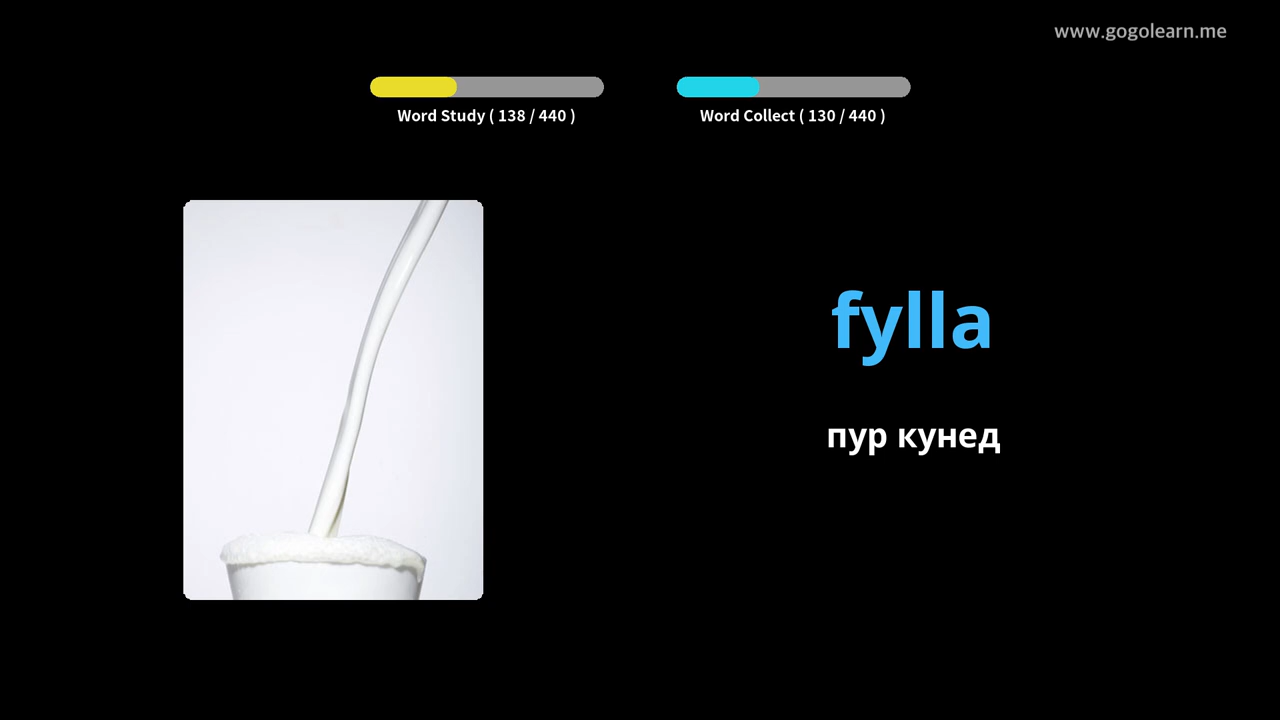 www.gogolearn.me
Word Study ( 138 / 440 )
Word Collect ( 130 / 440 )
fylla
пур кунед